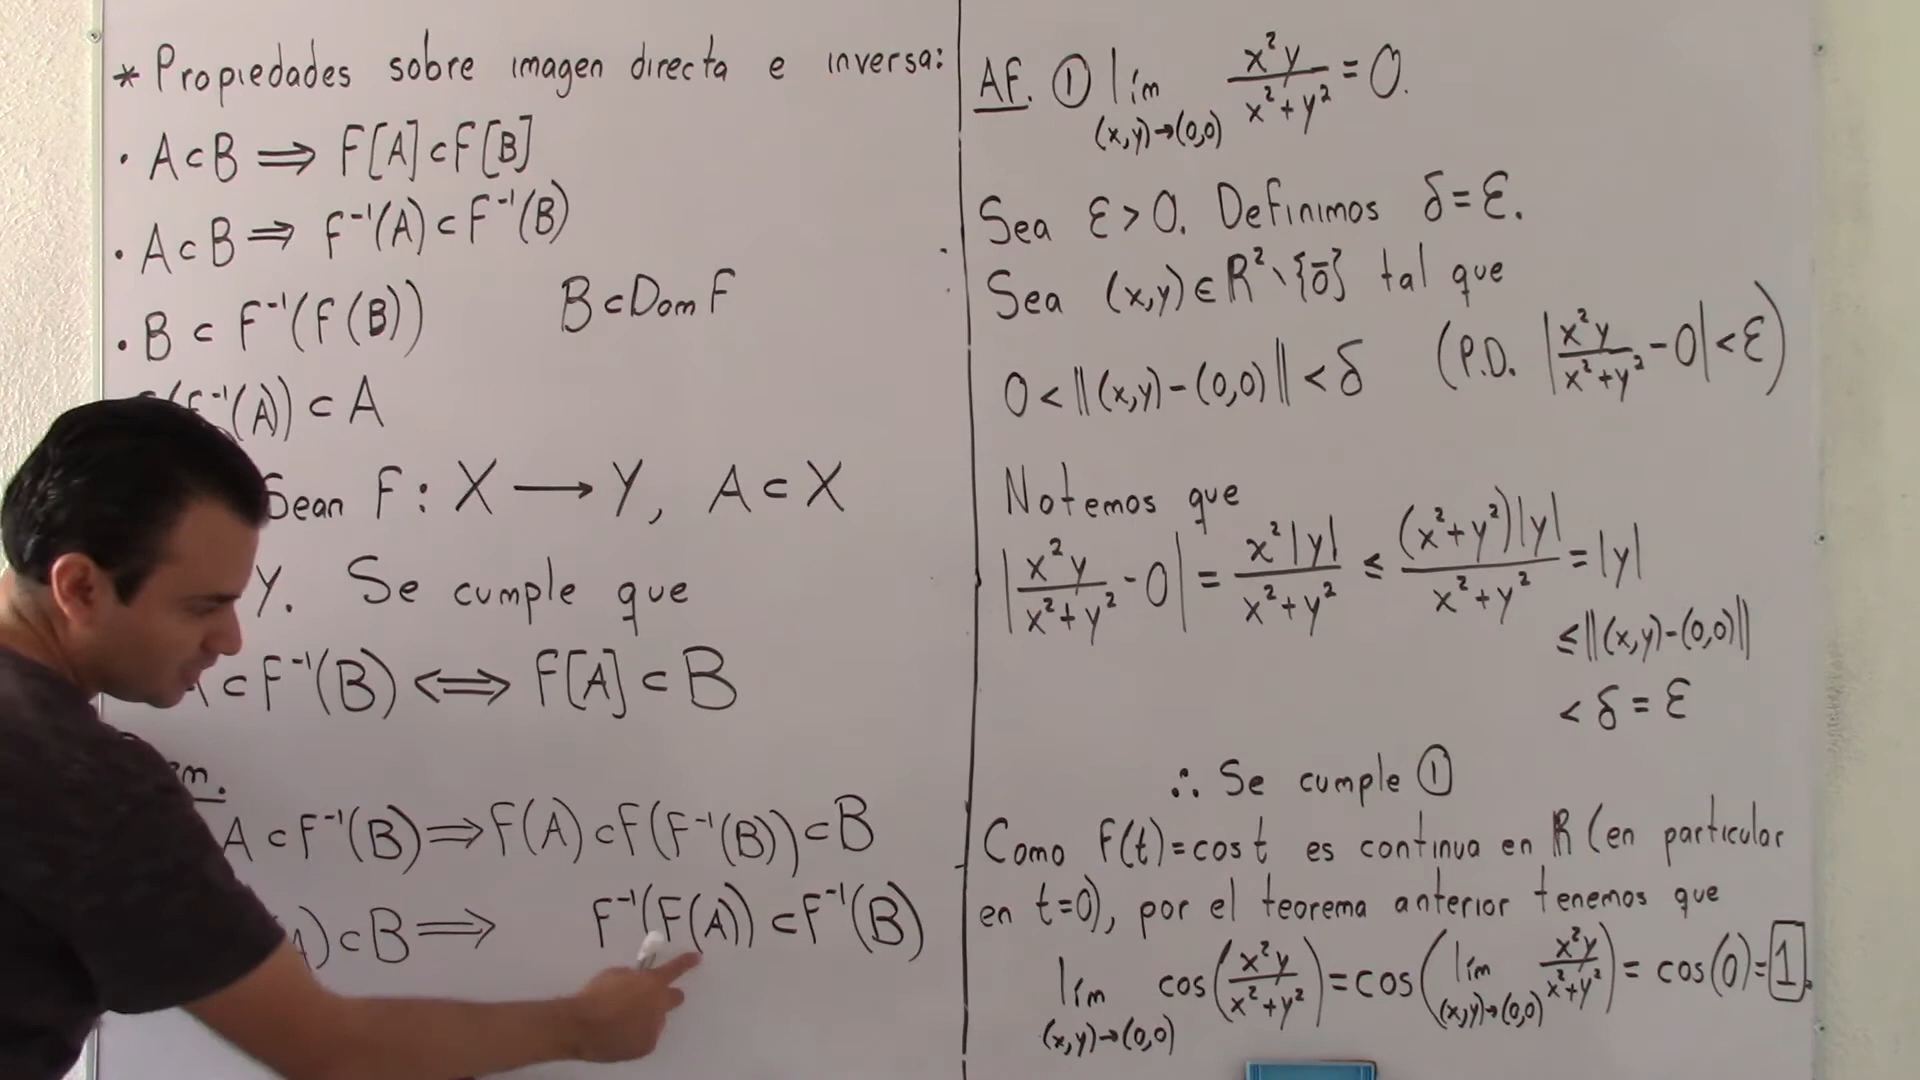 * Propiedades sobre imagen directa e inversa:
• A⊂B ⟹ F[A]⊂F[B]
• A⊂B ⟹ F⁻¹(A)⊂F⁻¹(B)
• B ⊂ F⁻¹(F(B))    B⊂Dom F
⁻¹(A)) ⊂ A
Sean F: X ⟶ Y, A⊂X
Y. Se cumple que
⊂F⁻¹(B) ⟺ F[A]⊂B
A⊂F⁻¹(B)⟹F(A)⊂F(F⁻¹(B))⊂B
)⊂B⟹ F⁻¹(F(A))⊂F⁻¹(B)
AF. ① lím_{(x,y)→(0,0)} x²y/(x²+y²) = 0.
Sea ε>0. Definimos δ=ε.
Sea (x,y)∈R²∖{0̄} tal que
0<‖(x,y)-(0,0)‖<δ (P.D. |x²y/(x²+y²) - 0|<ε)
Notemos que
|x²y/(x²+y²) - 0| = x²|y|/(x²+y²) ≤ (x²+y²)|y|/(x²+y²) = |y|
≤‖(x,y)-(0,0)‖
< δ = ε
∴ Se cumple ①
Como F(t)=cos t es continua en R (en particular
en t=0), por el teorema anterior tenemos que
lím_{(x,y)→(0,0)} cos(x²y/(x²+y²))=cos(lím_{(x,y)→(0,0)} x²y/(x²+y²))= cos(0)=1.